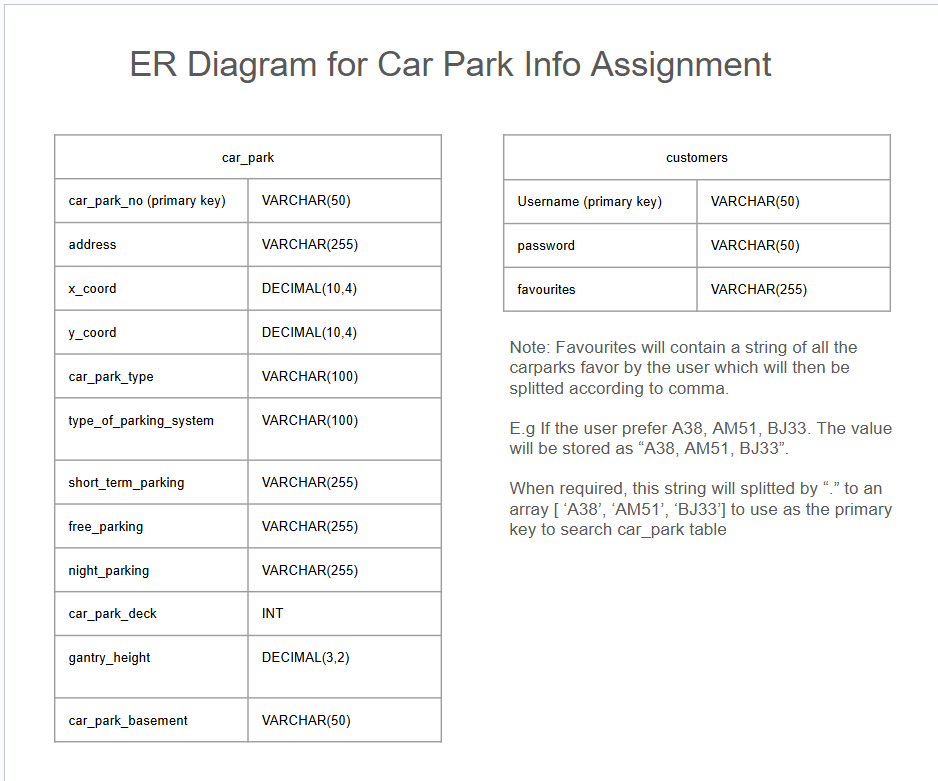 ER Diagram for Car Park Info Assignment
car_park
car_park_no (primary key) VARCHAR(50)
address VARCHAR(255)
x_coord DECIMAL(10,4)
y_coord DECIMAL(10,4)
car_park_type VARCHAR(100)
type_of_parking_system VARCHAR(100)
short_term_parking VARCHAR(255)
free_parking VARCHAR(255)
night_parking VARCHAR(255)
car_park_deck INT
gantry_height DECIMAL(3,2)
car_park_basement VARCHAR(50)
customers
Username (primary key) VARCHAR(50)
password VARCHAR(50)
favourites VARCHAR(255)
Note: Favourites will contain a string of all the
carparks favor by the user which will then be
splitted according to comma.
E.g If the user prefer A38, AM51, BJ33. The value
will be stored as “A38, AM51, BJ33”.
When required, this string will splitted by “.” to an
array [ ‘A38’, ‘AM51’, ‘BJ33’] to use as the primary
key to search car_park table